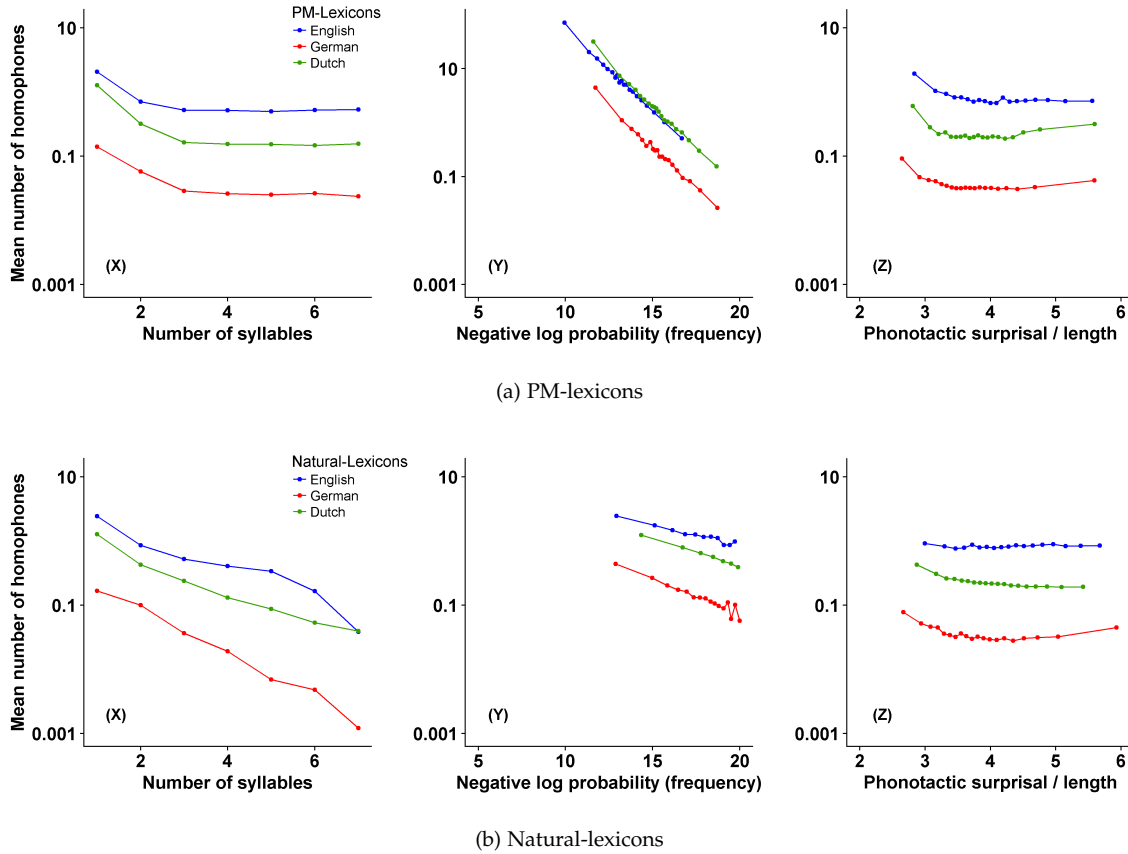 PM-Lexicons
English
German
Dutch
Mean number of homophones
10
0.1
0.001
(X)
2
4
6
Number of syllables
10
0.1
(Y)
5
10
15
20
Negative log probability (frequency)
10
0.1
0.001
(Z)
2
3
4
5
6
Phonotactic surprisal / length
(a) PM-lexicons
Natural-Lexicons
English
German
Dutch
Mean number of homophones
10
0.1
0.001
(X)
2
4
6
Number of syllables
10
0.1
0.001
(Y)
5
10
15
20
Negative log probability (frequency)
10
0.1
0.001
(Z)
2
3
4
5
6
Phonotactic surprisal / length
(b) Natural-lexicons